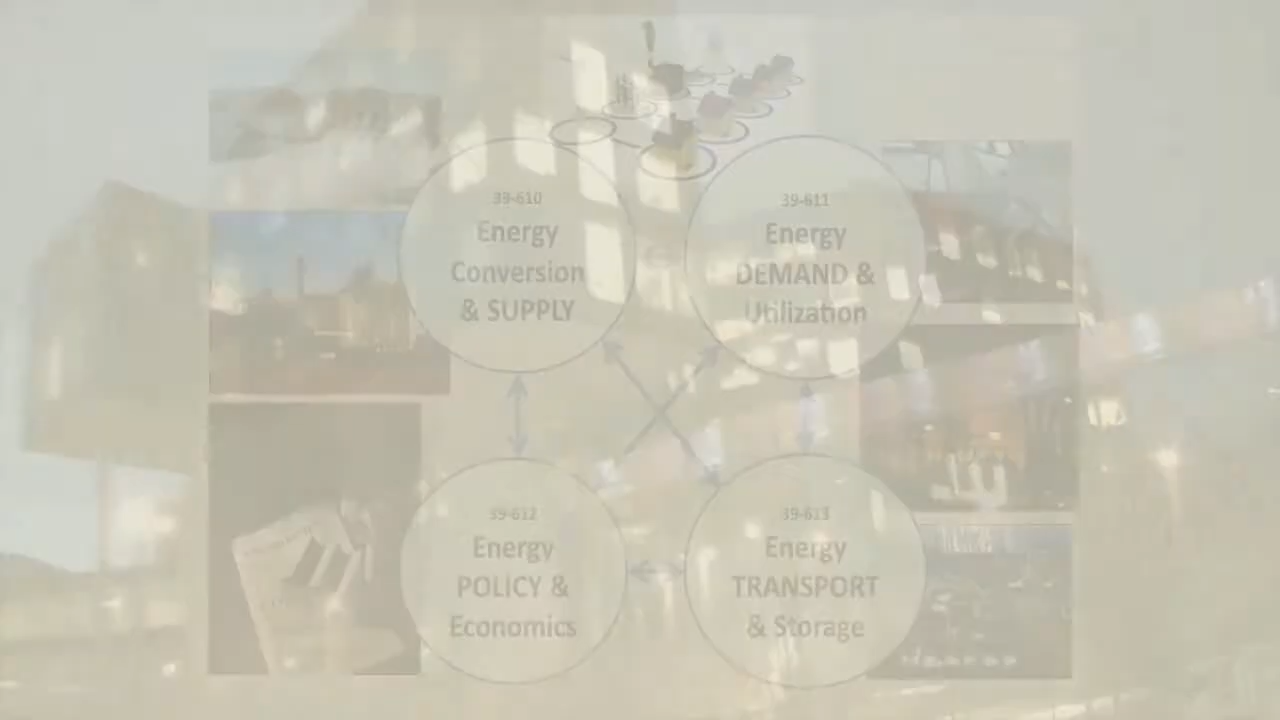 39-610
Energy
Conversion
& SUPPLY
39-611
Energy
DEMAND &
Utilization
39-612
Energy
POLICY &
Economics
39-613
Energy
TRANSPORT
& Storage